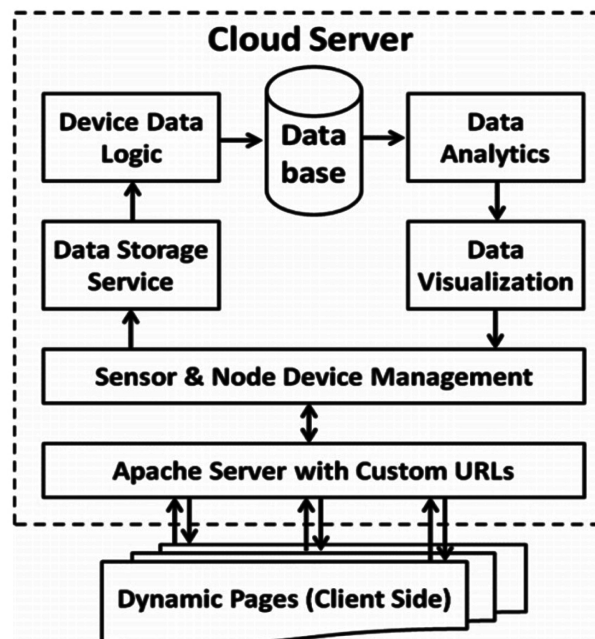 Cloud Server
Device Data
Logic
Data
base
Data
Analytics
Data Storage
Service
Data
Visualization
Sensor & Node Device Management
Apache Server with Custom URLs
Dynamic Pages (Client Side)